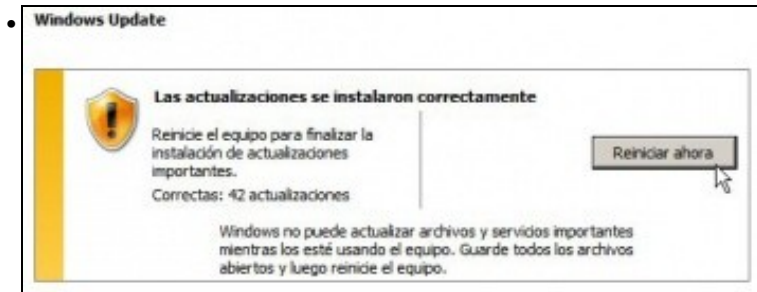 Windows Update
Las actualizaciones se instalaron correctamente
Reinicie el equipo para finalizar la
instalación de actualizaciones
importantes.
Correctas: 42 actualizaciones
Reiniciar ahora
Windows no puede actualizar archivos y servicios importantes
mientras los esté usando el equipo. Guarde todos los archivos
abiertos y luego reinicie el equipo.